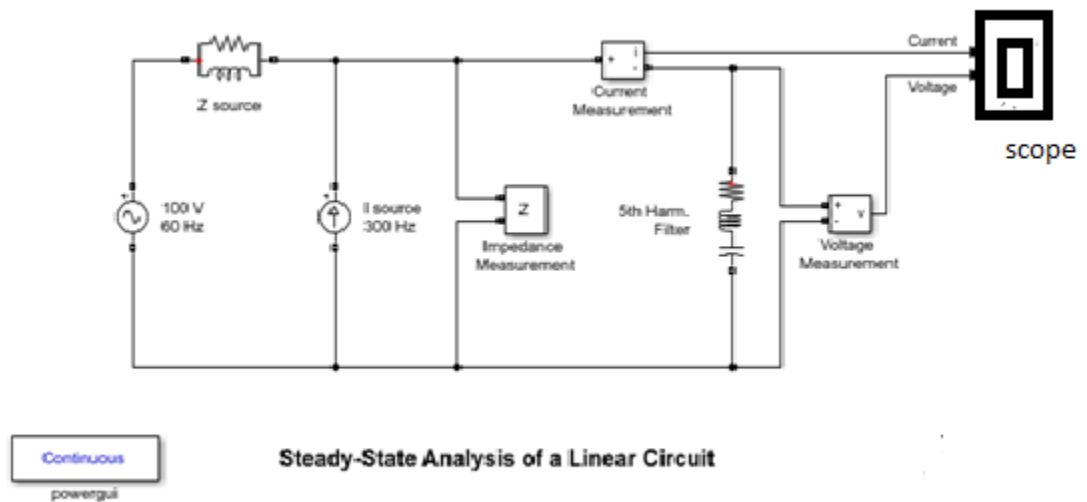 Current
Voltage
scope
Z source
Current
Measurement
100 V
60 Hz
I source
300 Hz
Z
Impedance
Measurement
5th Harm.
Filter
+
-
i
+
-
v
Voltage
Measurement
Continuous
powergui
Steady-State Analysis of a Linear Circuit